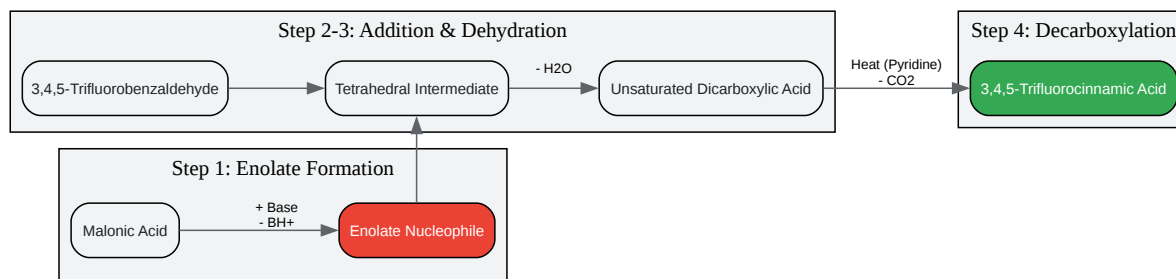 Step 2-3: Addition & Dehydration
Step 4: Decarboxylation
3,4,5-Trifluorobenzaldehyde
Tetrahedral Intermediate
- H2O
Unsaturated Dicarboxylic Acid
Heat (Pyridine)
- CO2
3,4,5-Trifluorocinnamic Acid
Step 1: Enolate Formation
Malonic Acid
+ Base
- BH+
Enolate Nucleophile